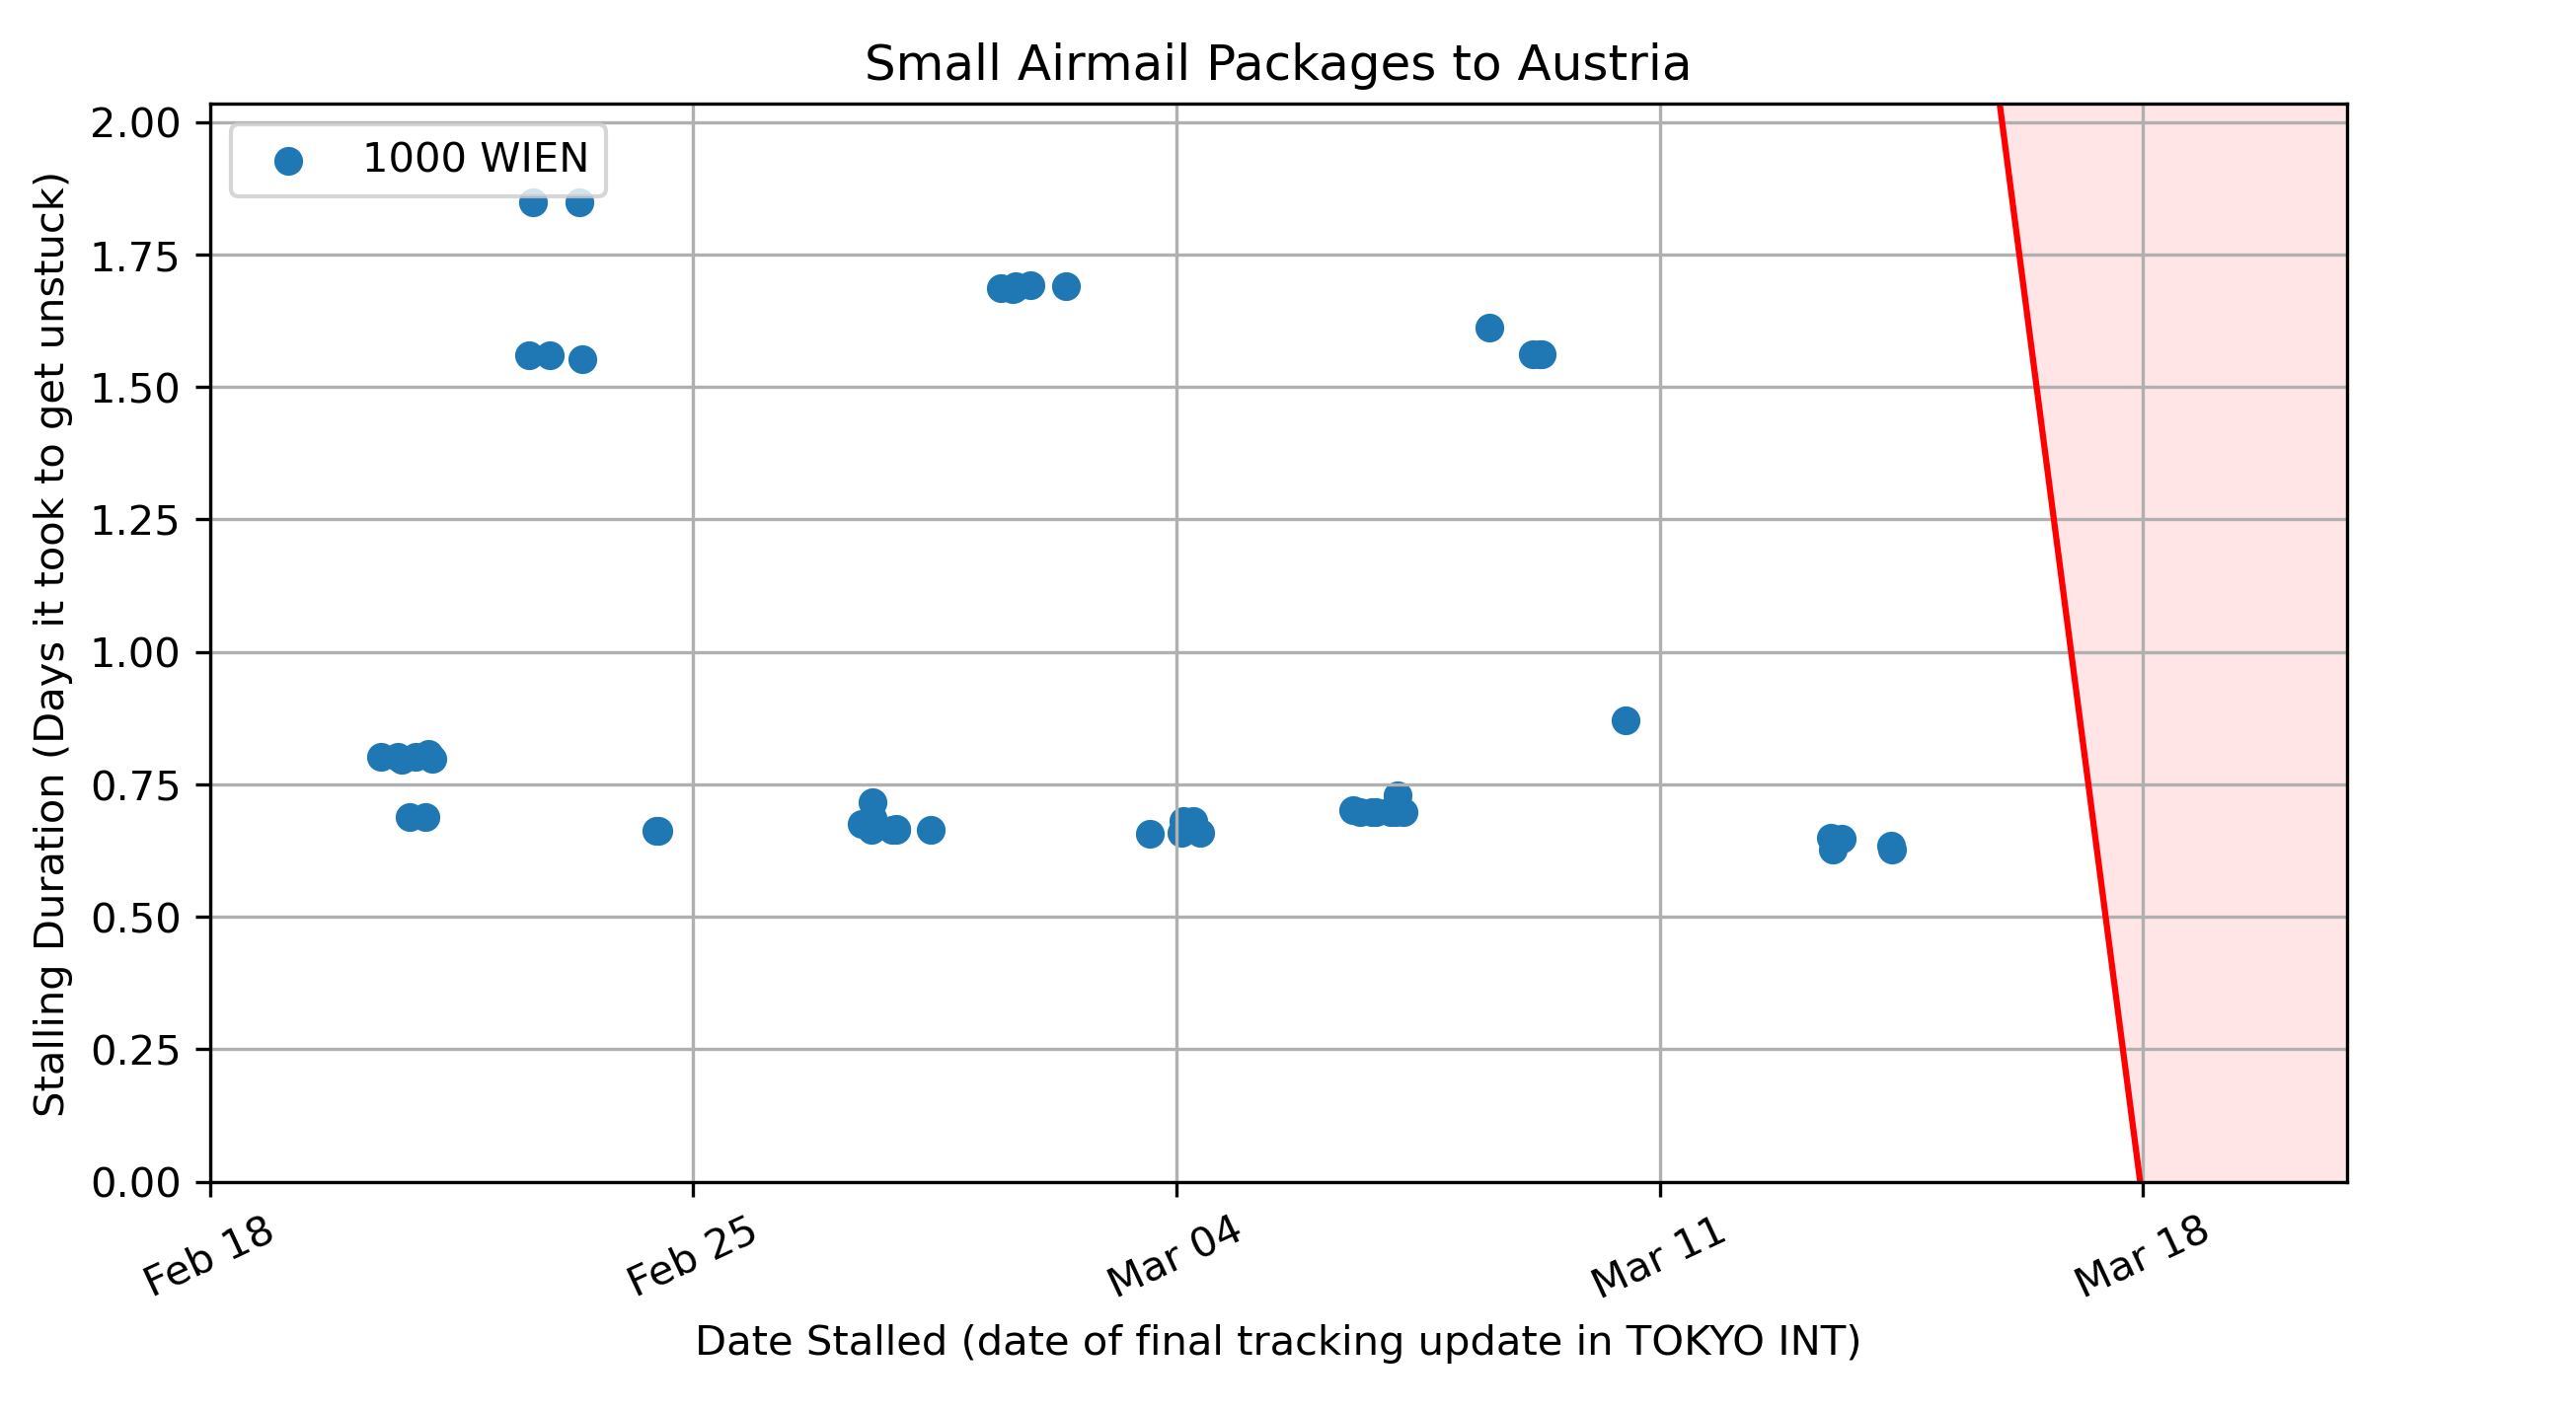 Small Airmail Packages to Austria
1000 WIEN
Stalling Duration (Days it took to get unstuck)
2.00
1.75
1.50
1.25
1.00
0.75
0.50
0.25
0.00
Feb 18
Feb 25
Mar 04
Mar 11
Mar 18
Date Stalled (date of final tracking update in TOKYO INT)